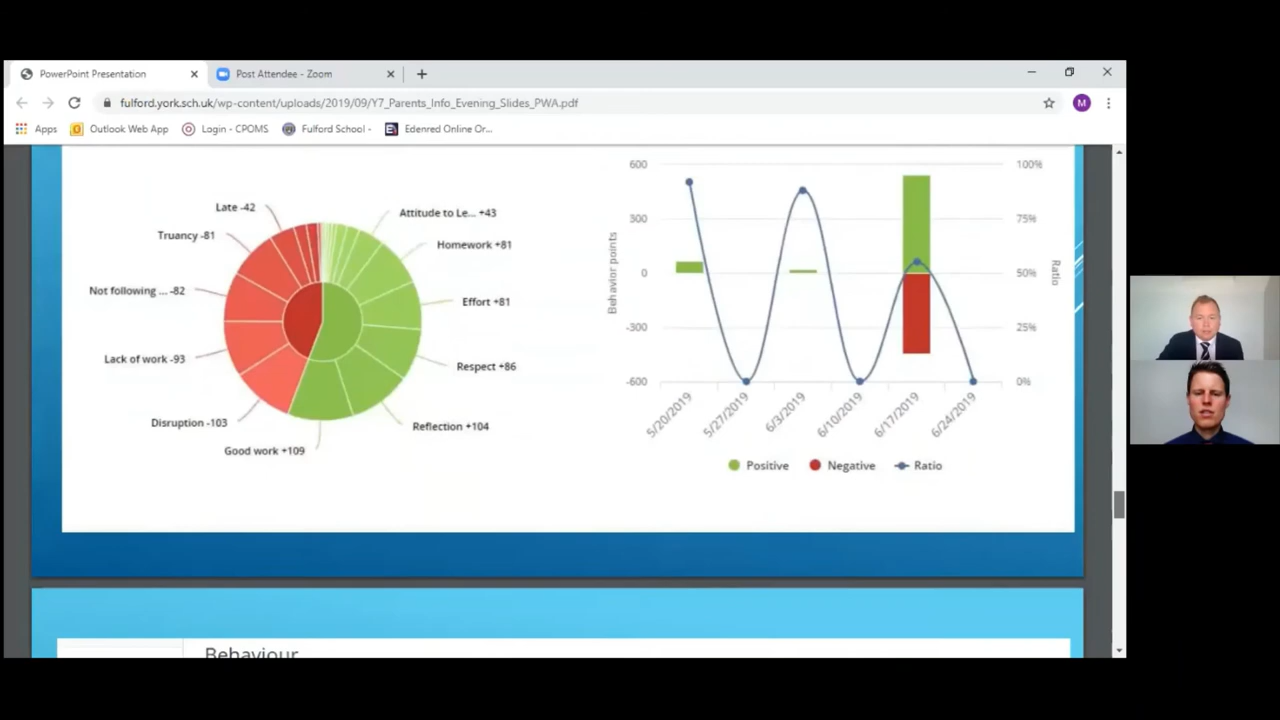 PowerPoint Presentation
Post Attendee - Zoom
fulford.york.sch.uk/wp-content/uploads/2019/09/Y7_Parents_Info_Evening_Slides_PWA.pdf
M
Apps
Outlook Web App
Login - CPOMS
Fulford School -
Edenred Online Or...
Late -42
Truancy -81
Not following ... -82
Lack of work -93
Disruption -103
Good work +109
Attitude to Le... +43
Homework +81
Effort +81
Respect +86
Reflection +104
Behavior points
600
300
0
-300
-600
100%
75%
50%
25%
0%
Ratio
5/20/2019
5/27/2019
6/3/2019
6/10/2019
6/17/2019
6/24/2019
Positive
Negative
Ratio
Behaviour